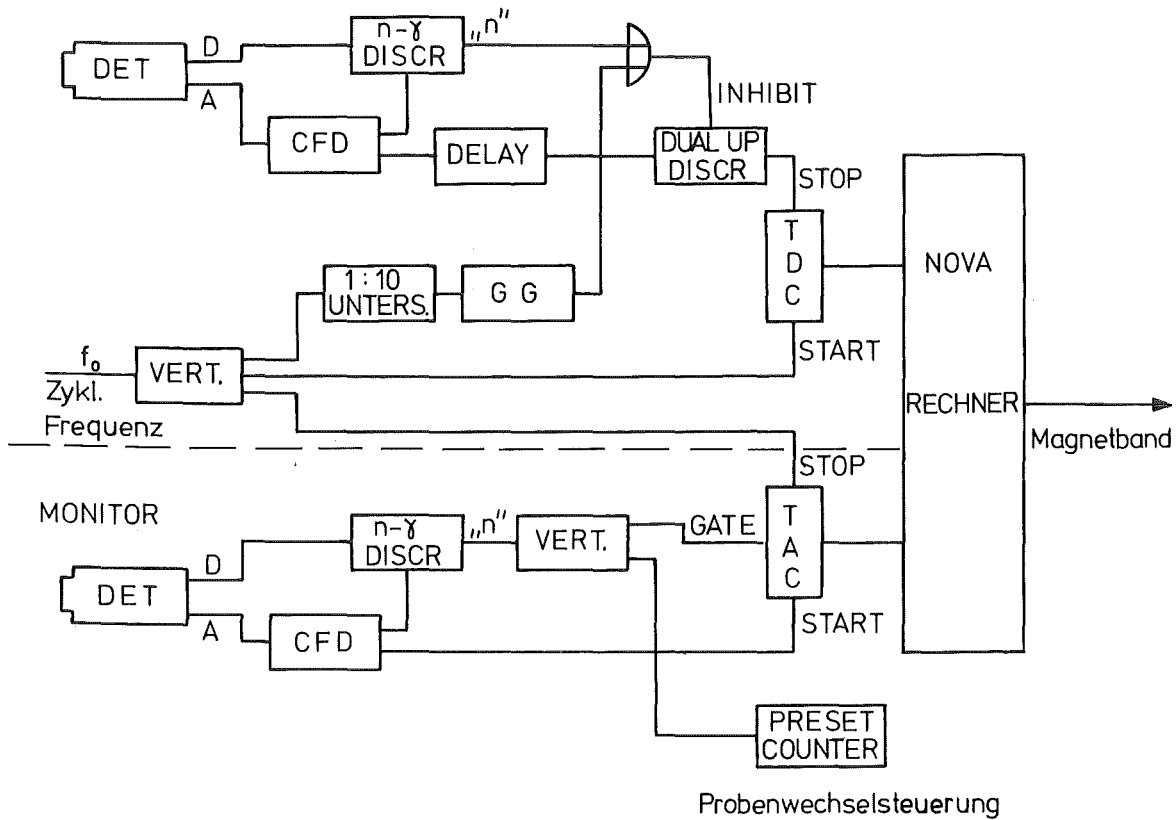 DET
D
A
n-γ
DISCR
„n"
CFD
DELAY
INHIBIT
DUAL UP
DISCR
STOP
T
D
C
START
1:10
UNTERS.
G G
f₀
Zykl.
Frequenz
VERT.
NOVA
RECHNER
Magnetband
MONITOR
DET
D
A
n-γ
DISCR
„n"
CFD
VERT.
GATE
STOP
T
A
C
START
PRESET
COUNTER
Probenwechselsteuerung